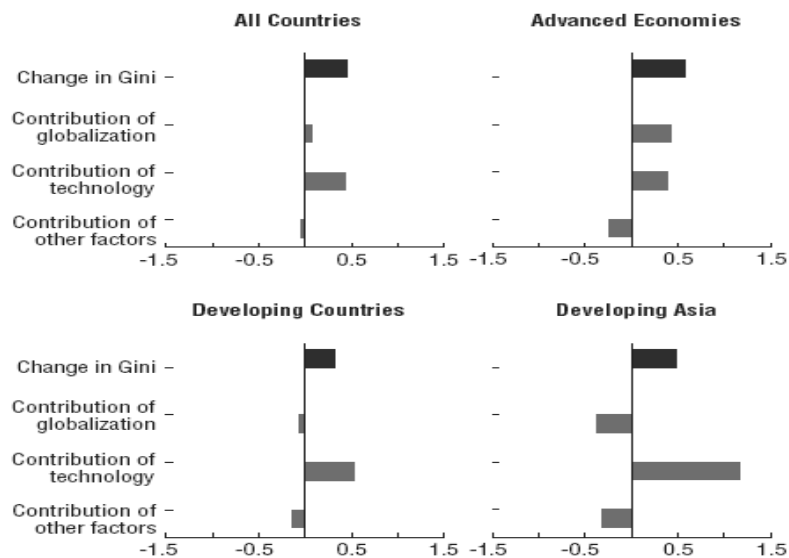 All Countries
Advanced Economies
Change in Gini
Contribution of
globalization
Contribution of
technology
Contribution of
other factors
-1.5 -0.5 0.5 1.5
-1.5 -0.5 0.5 1.5
Developing Countries
Developing Asia
Change in Gini
Contribution of
globalization
Contribution of
technology
Contribution of
other factors
-1.5 -0.5 0.5 1.5
-1.5 -0.5 0.5 1.5